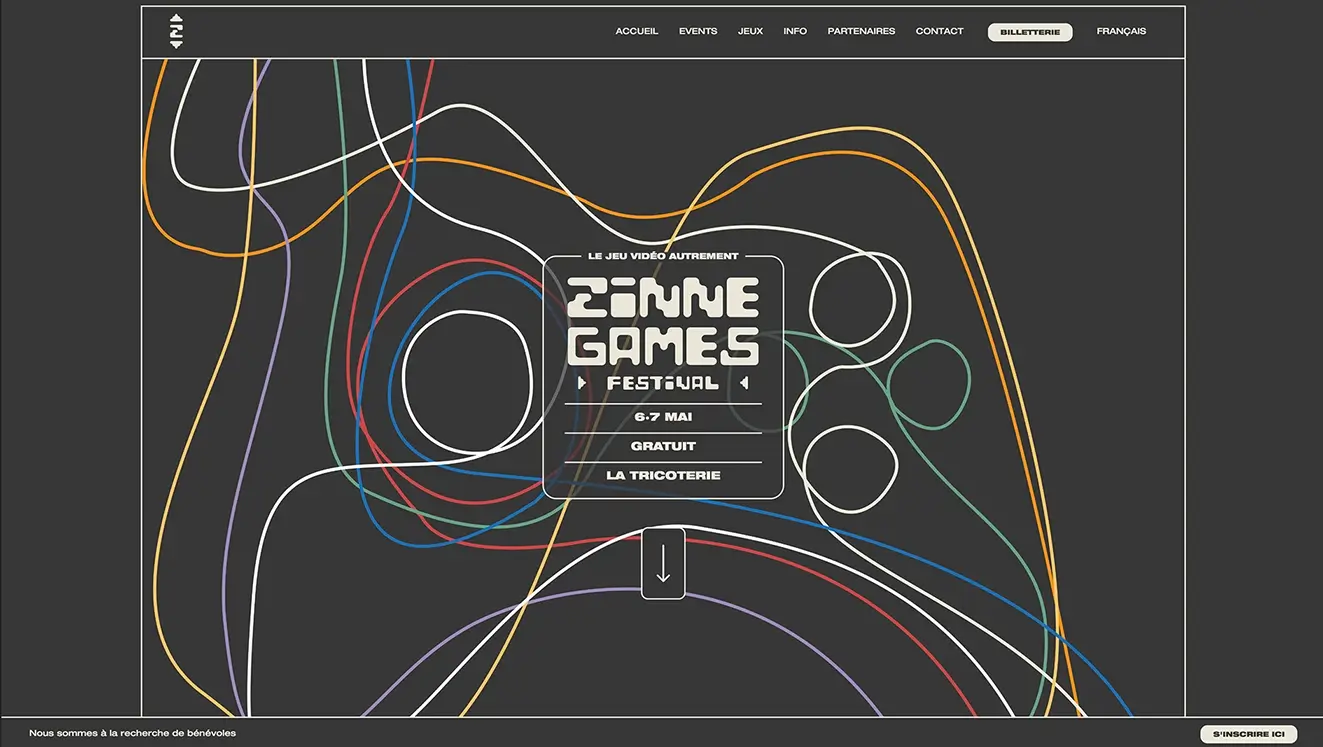 ACCUEIL EVENTS JEUX INFO PARTENAIRES CONTACT BILLETTERIE FRANÇAIS
LE JEU VIDÉO AUTREMENT
ZiNNE
GAMES
FESTiVAL
6·7 MAI
GRATUIT
LA TRICOTERIE
Nous sommes à la recherche de bénévoles S'INSCRIRE ICI